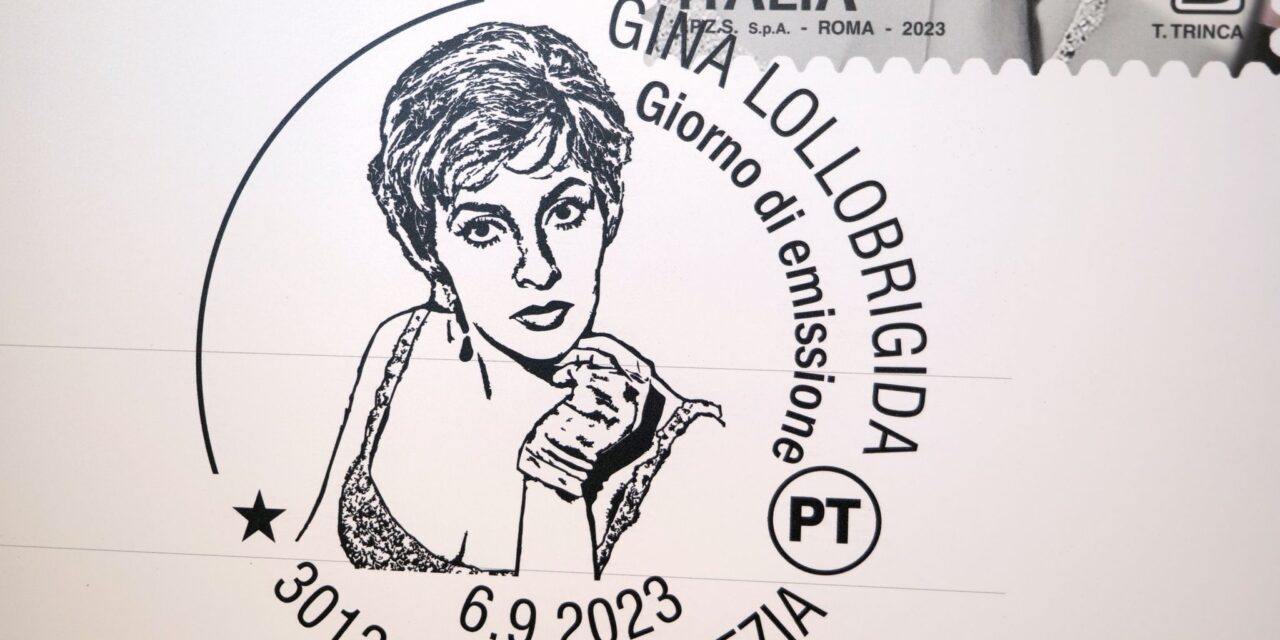 ITALIA
I.P.Z.S. S.p.A. - ROMA - 2023
T. TRINCA
GINA LOLLOBRIGIDA
Giorno di emissione
PT
6.9.2023